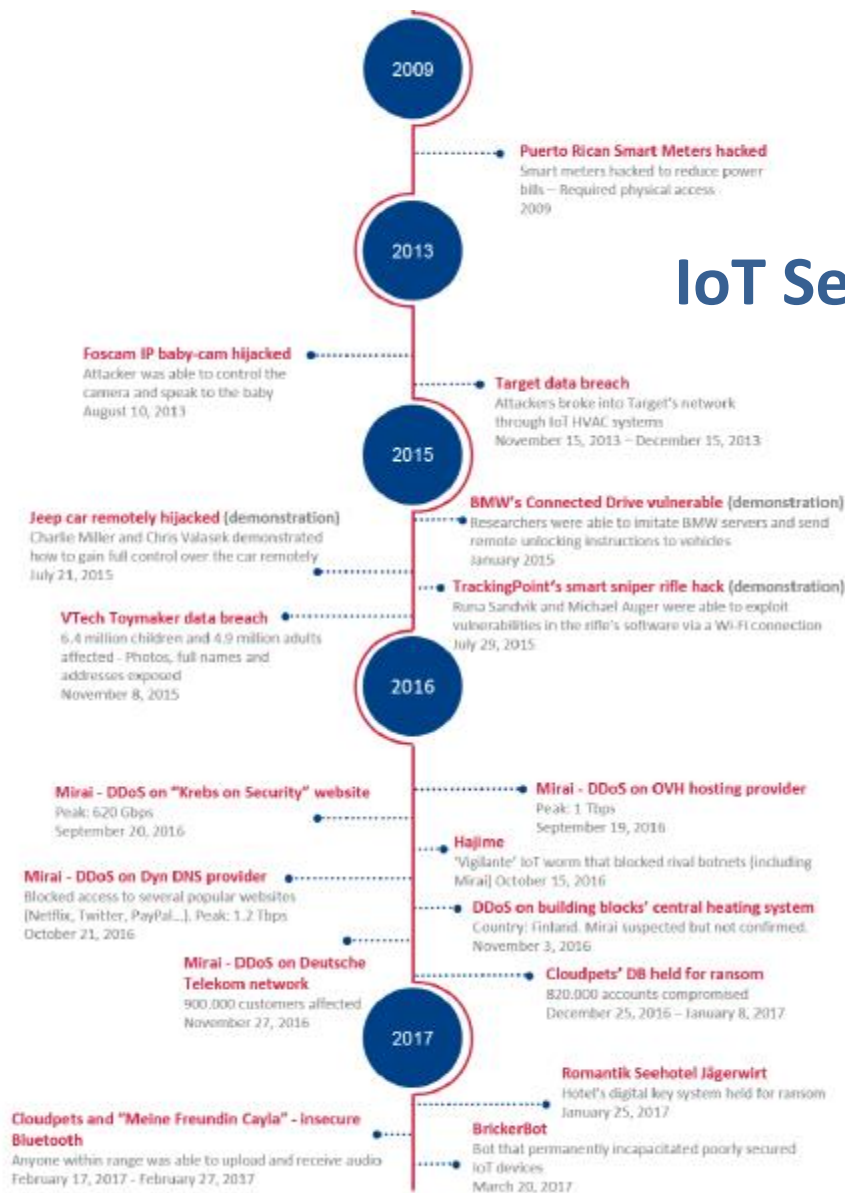 2009
Puerto Rican Smart Meters hacked
Smart meters hacked to reduce power
bills – Required physical access
2009
2013
IoT Se
Foscam IP baby-cam hijacked
Attacker was able to control the
camera and speak to the baby
August 10, 2013
Target data breach
Attackers broke into Target's network
through IoT HVAC systems
November 15, 2013 – December 15, 2013
2015
BMW's Connected Drive vulnerable (demonstration)
Researchers were able to imitate BMW servers and send
remote unlocking instructions to vehicles
January 2015
Jeep car remotely hijacked (demonstration)
Charlie Miller and Chris Valasek demonstrated
how to gain full control over the car remotely
July 21, 2015
TrackingPoint's smart sniper rifle hack (demonstration)
Runa Sandvik and Michael Auger were able to exploit
vulnerabilities in the rifle's software via a Wi-Fi connection
July 29, 2015
VTech Toymaker data breach
6.4 million children and 4.9 million adults
affected - Photos, full names and
addresses exposed
November 8, 2015
2016
Mirai - DDoS on OVH hosting provider
Peak: 1 Tbps
September 19, 2016
Mirai - DDoS on "Krebs on Security" website
Peak: 620 Gbps
September 20, 2016
Hajime
'Vigilante' IoT worm that blocked rival botnets (including
Mirai) October 15, 2016
Mirai - DDoS on Dyn DNS provider
Blocked access to several popular websites
(Netflix, Twitter, PayPal...). Peak: 1.2 Tbps
October 21, 2016
DDoS on building blocks' central heating system
Country: Finland. Mirai suspected but not confirmed.
November 3, 2016
Mirai - DDoS on Deutsche
Telekom network
900.000 customers affected
November 27, 2016
Cloudpets' DB held for ransom
820.000 accounts compromised
December 25, 2016 – January 8, 2017
2017
Romantik Seehotel Jägerwirt
Hotel's digital key system held for ransom
January 25, 2017
Cloudpets and "Meine Freundin Cayla" - insecure
Bluetooth
Anyone within range was able to upload and receive audio
February 17, 2017 - February 27, 2017
BrickerBot
Bot that permanently incapacitated poorly secured
IoT devices
March 20, 2017